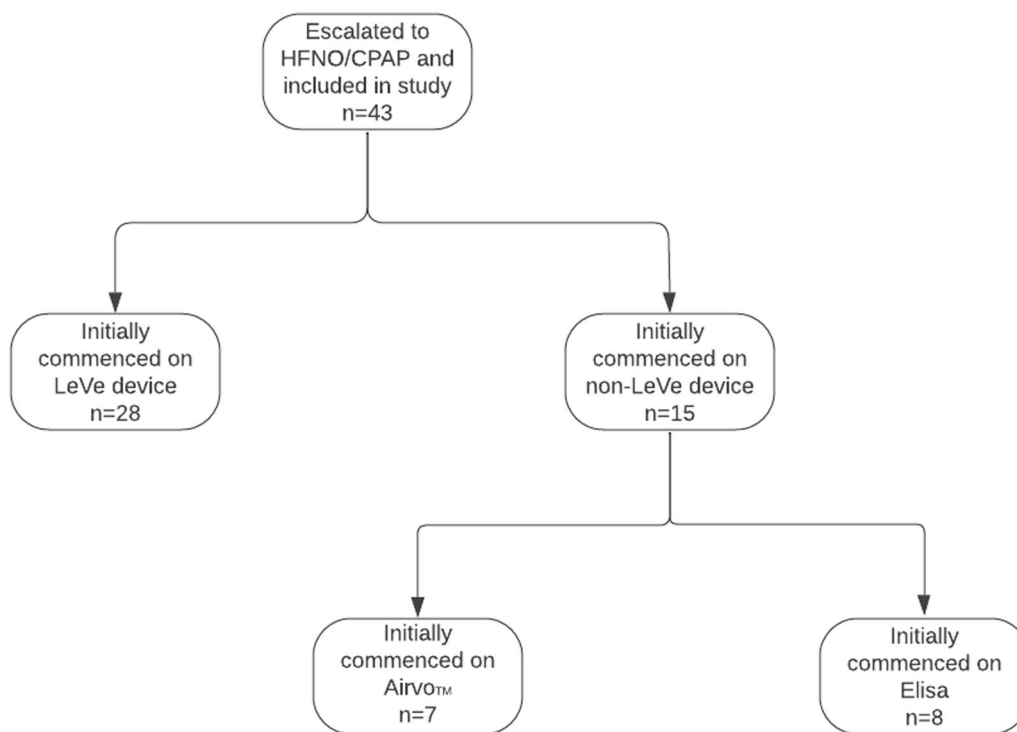 Escalated to
HFNO/CPAP and
included in study
n=43
Initially
commenced on
LeVe device
n=28
Initially
commenced on
non-LeVe device
n=15
Initially
commenced on
Airvo™
n=7
Initially
commenced on
Elisa
n=8